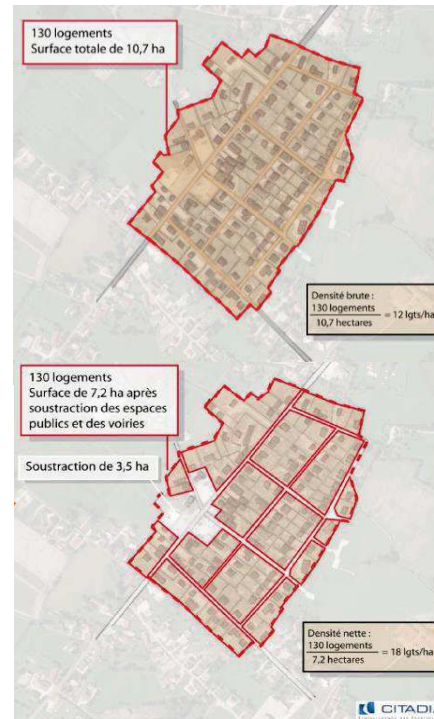 130 logements
Surface totale de 10,7 ha
Densité brute :
130 logements
10,7 hectares
= 12 lgts/ha
130 logements
Surface de 7,2 ha après
soustraction des espaces
publics et des voiries
Soustraction de 3,5 ha
Densité nette :
130 logements
7,2 hectares
= 18 lgts/ha
CITADIA